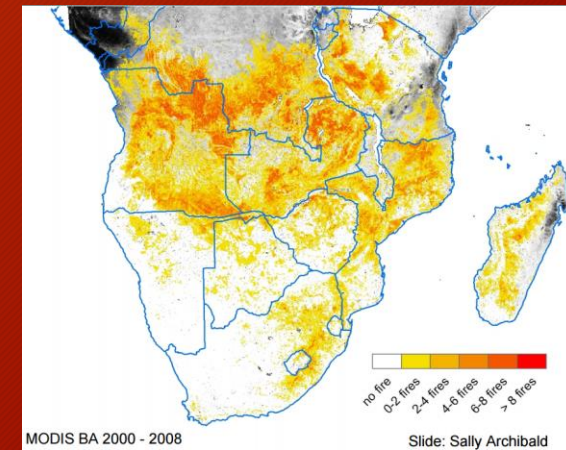 no fire
0-2 fires
2-4 fires
4-6 fires
6-8 fires
> 8 fires
MODIS BA 2000 - 2008
Slide: Sally Archibald